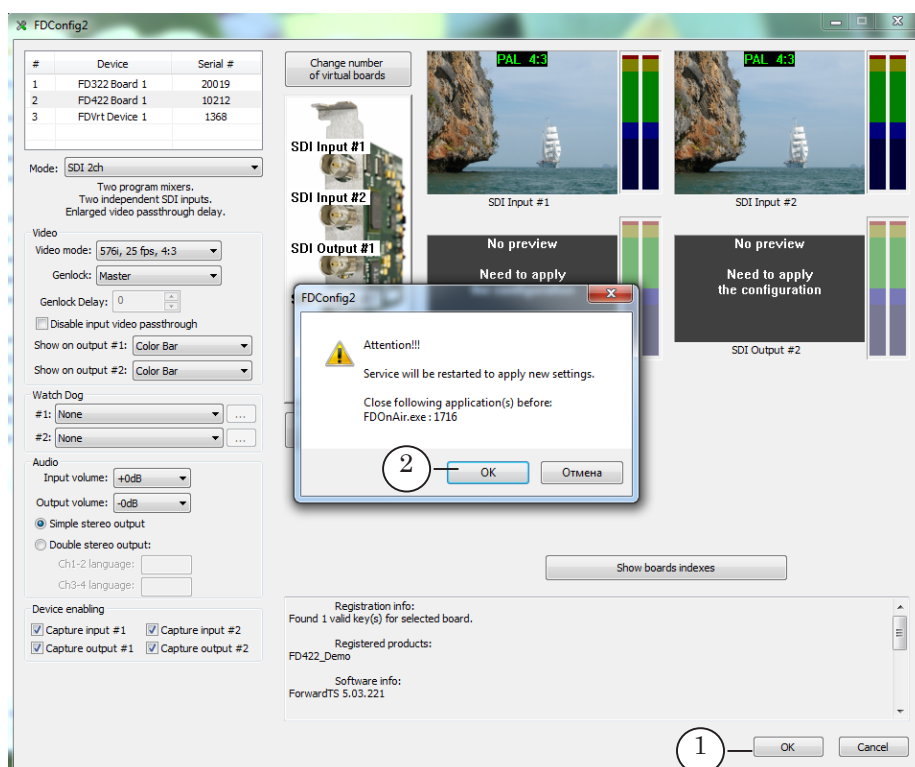 FDConfig2
# Device Serial #
1 FD322 Board 1 20019
2 FD422 Board 1 10212
3 FDVrt Device 1 1368
Mode: SDI 2ch
Two program mixers.
Two independent SDI inputs.
Enlarged video passthrough delay.
Video
Video mode: 576i, 25 fps, 4:3
Genlock: Master
Genlock Delay: 0
Disable input video passthrough
Show on output #1: Color Bar
Show on output #2: Color Bar
Watch Dog
#1: None ...
#2: None ...
Audio
Input volume: +0dB
Output volume: -0dB
Simple stereo output
Double stereo output:
Ch1-2 language:
Ch3-4 language:
Device enabling
Capture input #1 Capture input #2
Capture output #1 Capture output #2
Change number
of virtual boards
SDI Input #1
SDI Input #2
SDI Output #1
PAL 4:3
SDI Input #1
PAL 4:3
SDI Input #2
No preview
Need to apply
No preview
Need to apply
the configuration
SDI Output #2
FDConfig2
Attention!!!
Service will be restarted to apply new settings.
Close following application(s) before:
FDOnAir.exe : 1716
2
OK Отмена
Show boards indexes
Registration info:
Found 1 valid key(s) for selected board.
Registered products:
FD422_Demo
Software info:
ForwardTS 5.03.221
1
OK Cancel